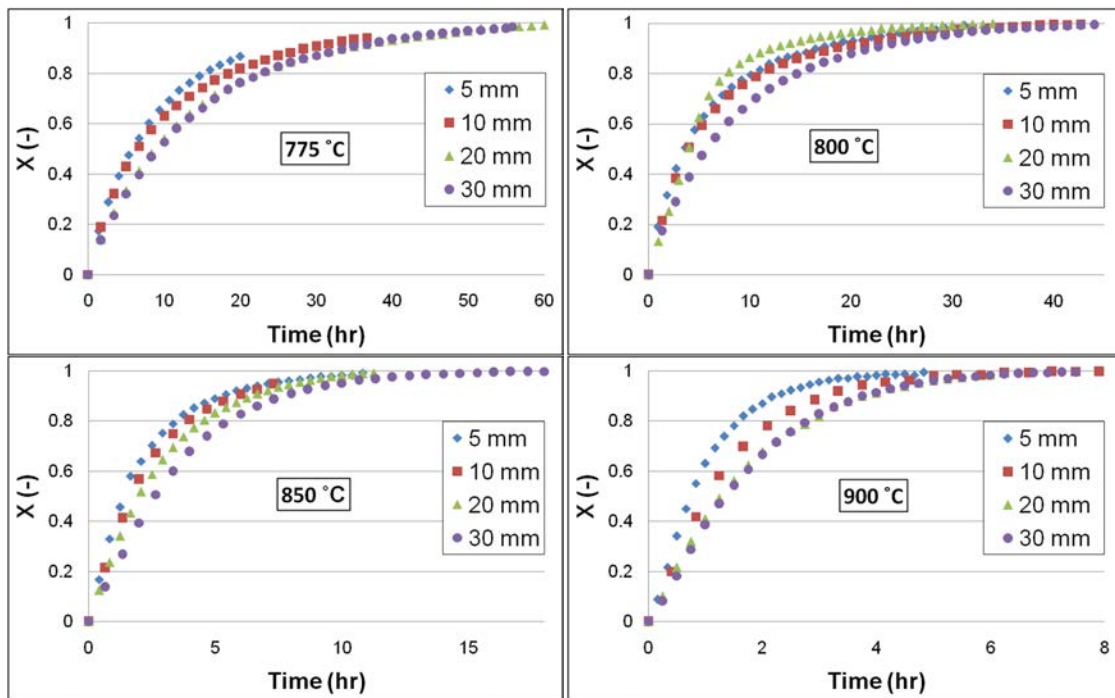 X (-)
1
0.8
0.6
0.4
0.2
0
775 ˚C
5 mm
10 mm
20 mm
30 mm
0 10 20 30 40 50 60
Time (hr)
X (-)
1
0.8
0.6
0.4
0.2
0
800 ˚C
5 mm
10 mm
20 mm
30 mm
0 10 20 30 40
Time (hr)
X (-)
1
0.8
0.6
0.4
0.2
0
850 ˚C
5 mm
10 mm
20 mm
30 mm
0 5 10 15
Time (hr)
X (-)
1
0.8
0.6
0.4
0.2
0
900 ˚C
5 mm
10 mm
20 mm
30 mm
0 2 4 6 8
Time (hr)